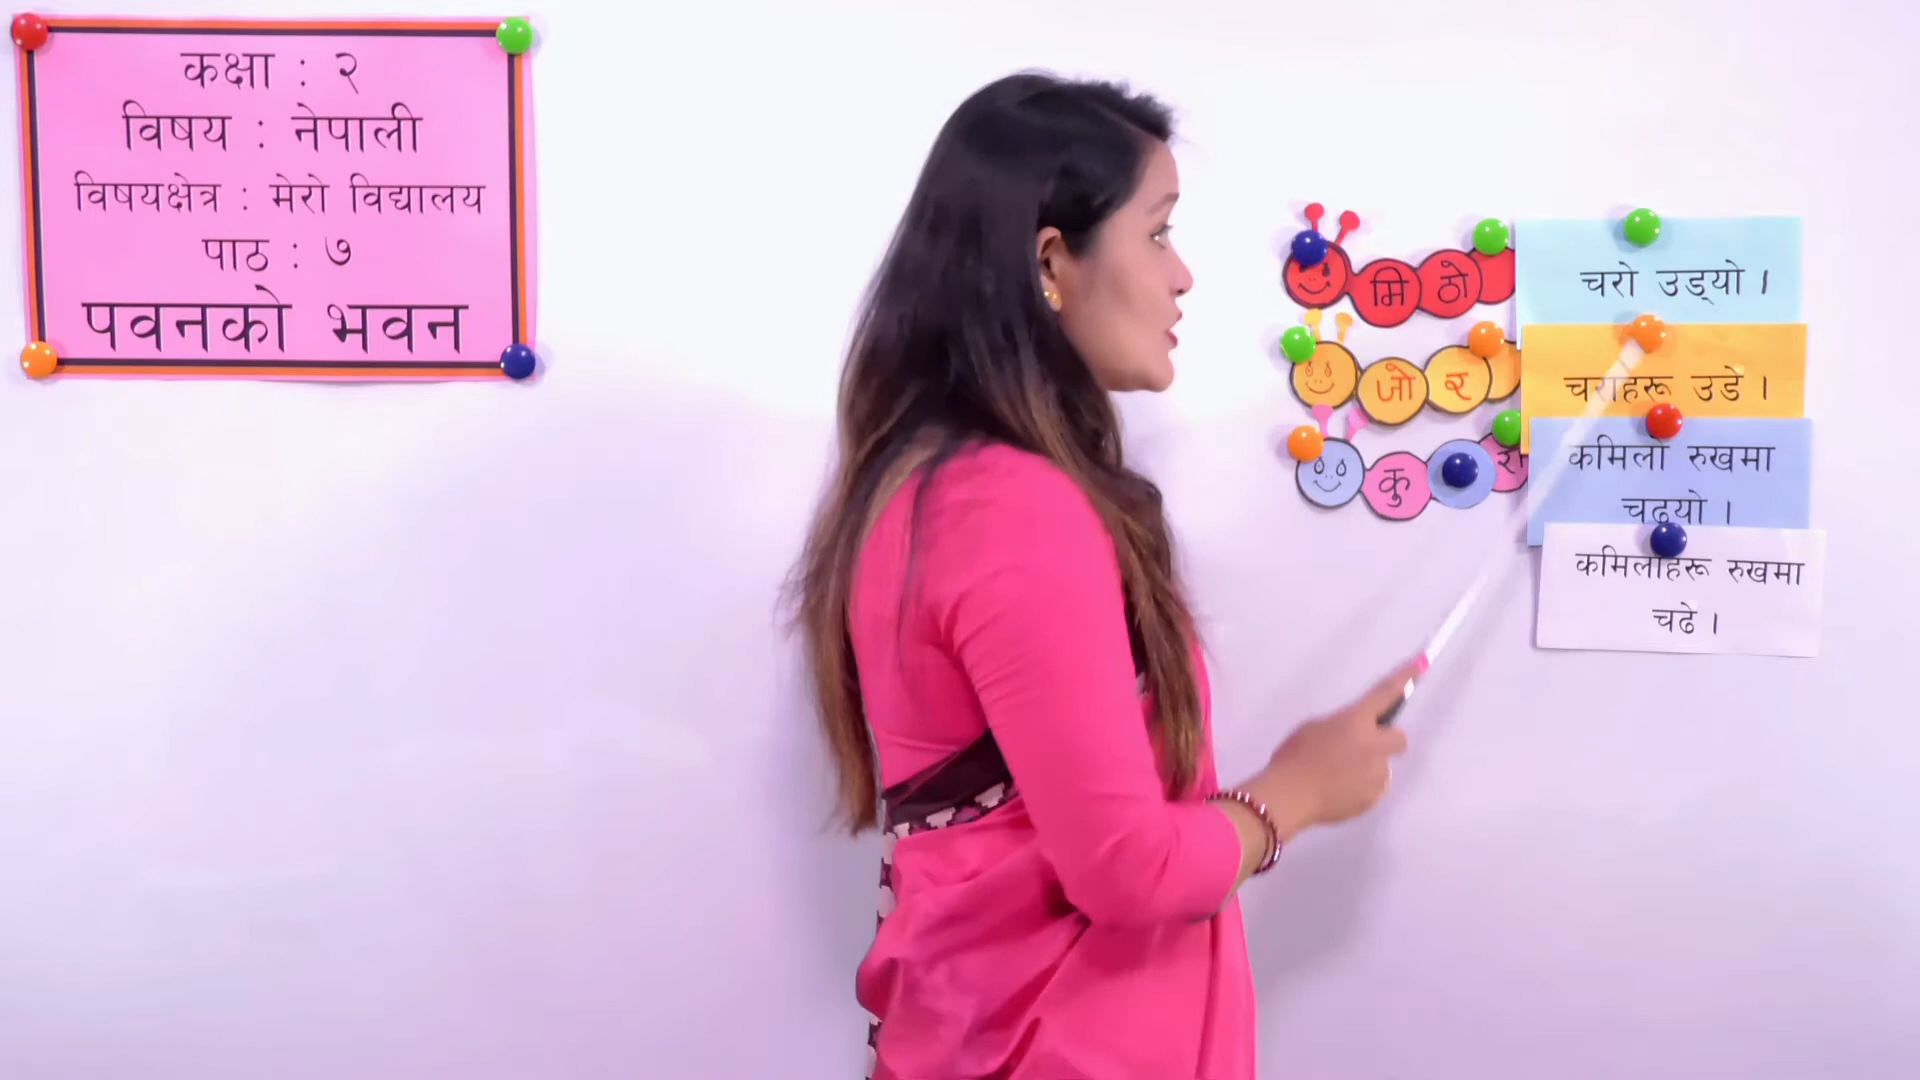 कक्षा : २
विषय : नेपाली
विषयक्षेत्र : मेरो विद्यालय
पाठ : ७
पवनको भवन
मि ठो
जो र
कु रा
चरो उड्यो ।
चराहरू उडे ।
कमिलो रुखमा
चढ्यो ।
कमिलाहरू रुखमा
चढे ।